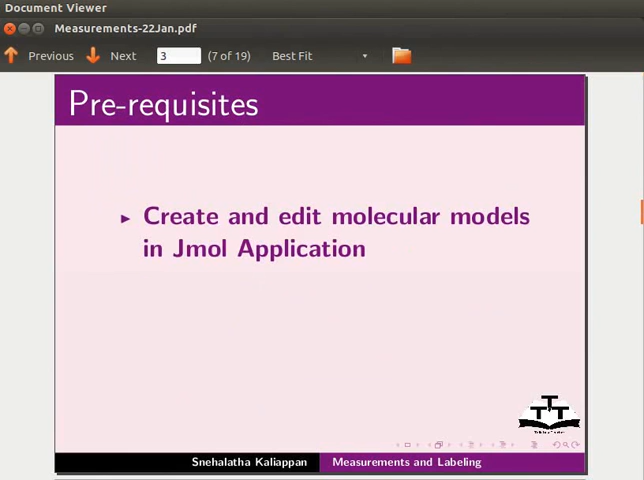 Document Viewer
Measurements-22Jan.pdf
Previous Next 3 (7 of 19) Best Fit
Pre-requisites
Create and edit molecular models
in Jmol Application
Snehalatha Kaliappan Measurements and Labeling